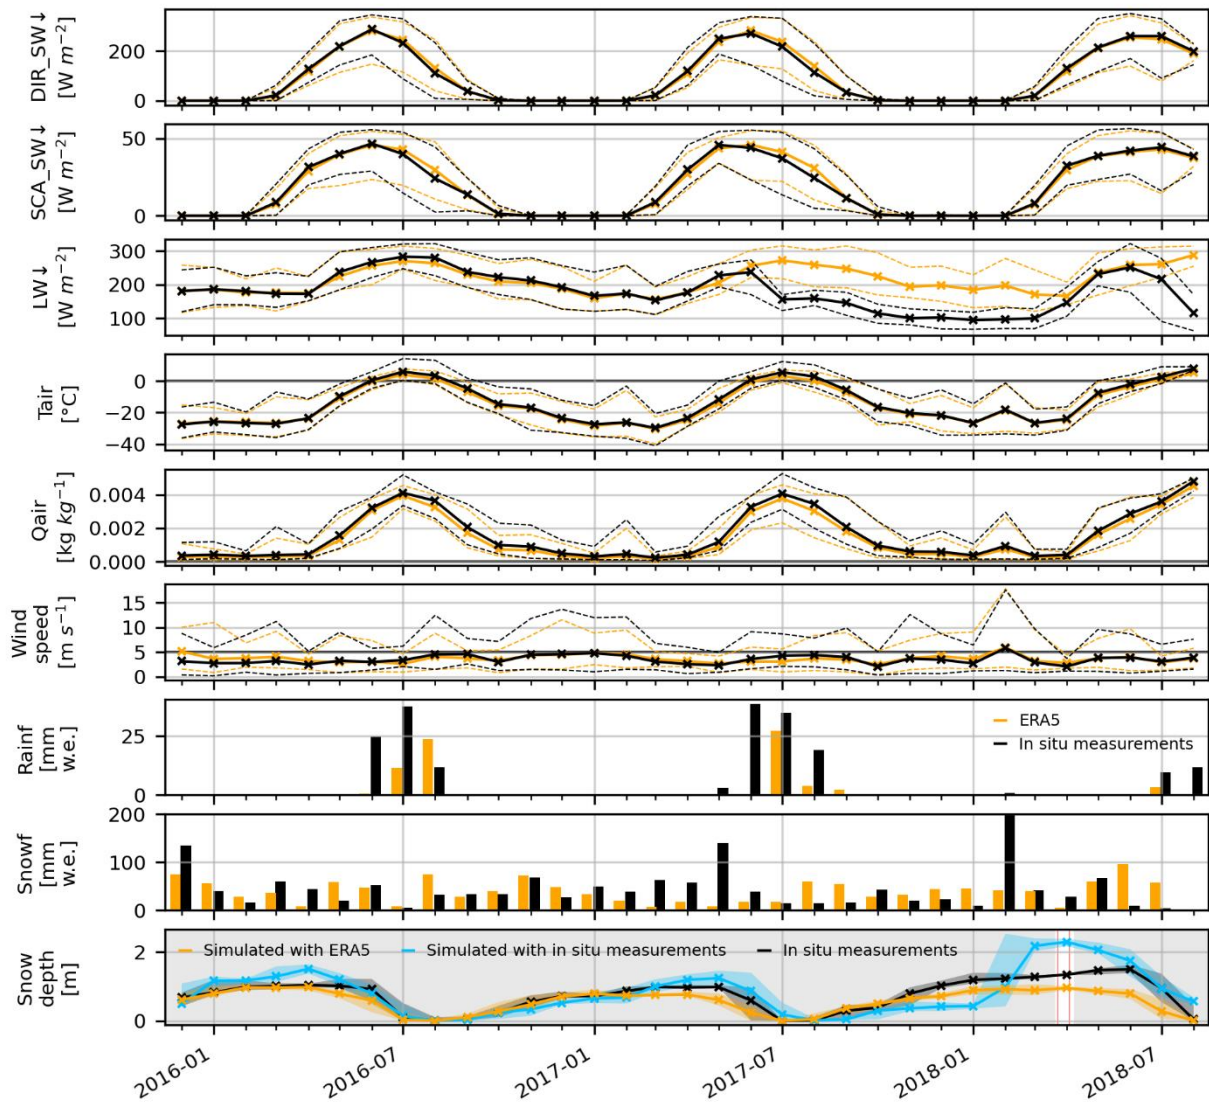 DIR_SW↓
[W m⁻²]
200
0
SCA_SW↓
[W m⁻²]
50
0
LW↓
[W m⁻²]
300
200
100
Tair
[°C]
0
−20
−40
Qair
[kg kg⁻¹]
0.004
0.002
0.000
Wind
speed
[m s⁻¹]
15
10
5
0
Rainf
[mm
w.e.]
25
0
ERA5
In situ measurements
Snowf
[mm
w.e.]
200
100
0
Snow
depth
[m]
2
0
Simulated with ERA5 Simulated with in situ measurements In situ measurements
2016-01 2016-07 2017-01 2017-07 2018-01 2018-07